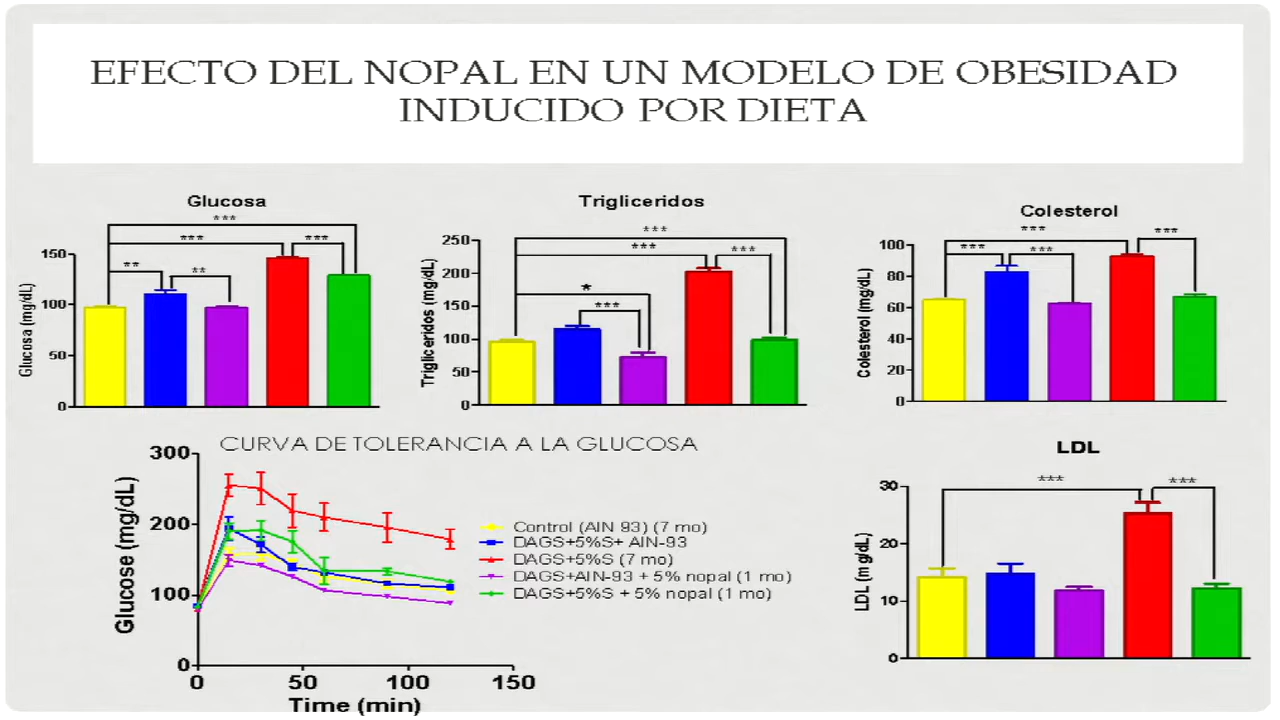 EFECTO DEL NOPAL EN UN MODELO DE OBESIDAD
INDUCIDO POR DIETA
Glucosa
***
***
***
**
**
150
100
50
0
Glucosa (mg/dL)
Trigliceridos
***
***
***
*
***
250
200
150
100
50
0
Trigliceridos (mg/dL)
Colesterol
***
***
***
***
100
80
60
40
20
0
Colesterol (mg/dL)
CURVA DE TOLERANCIA A LA GLUCOSA
300
200
100
0
Glucose (mg/dL)
0
50
100
150
Time (min)
Control (AIN 93) (7 mo)
DAGS+5%S+ AIN-93
DAGS+5%S (7 mo)
DAGS+AIN-93 + 5% nopal (1 mo)
DAGS+5%S + 5% nopal (1 mo)
LDL
***
***
30
20
10
0
LDL (mg/dL)